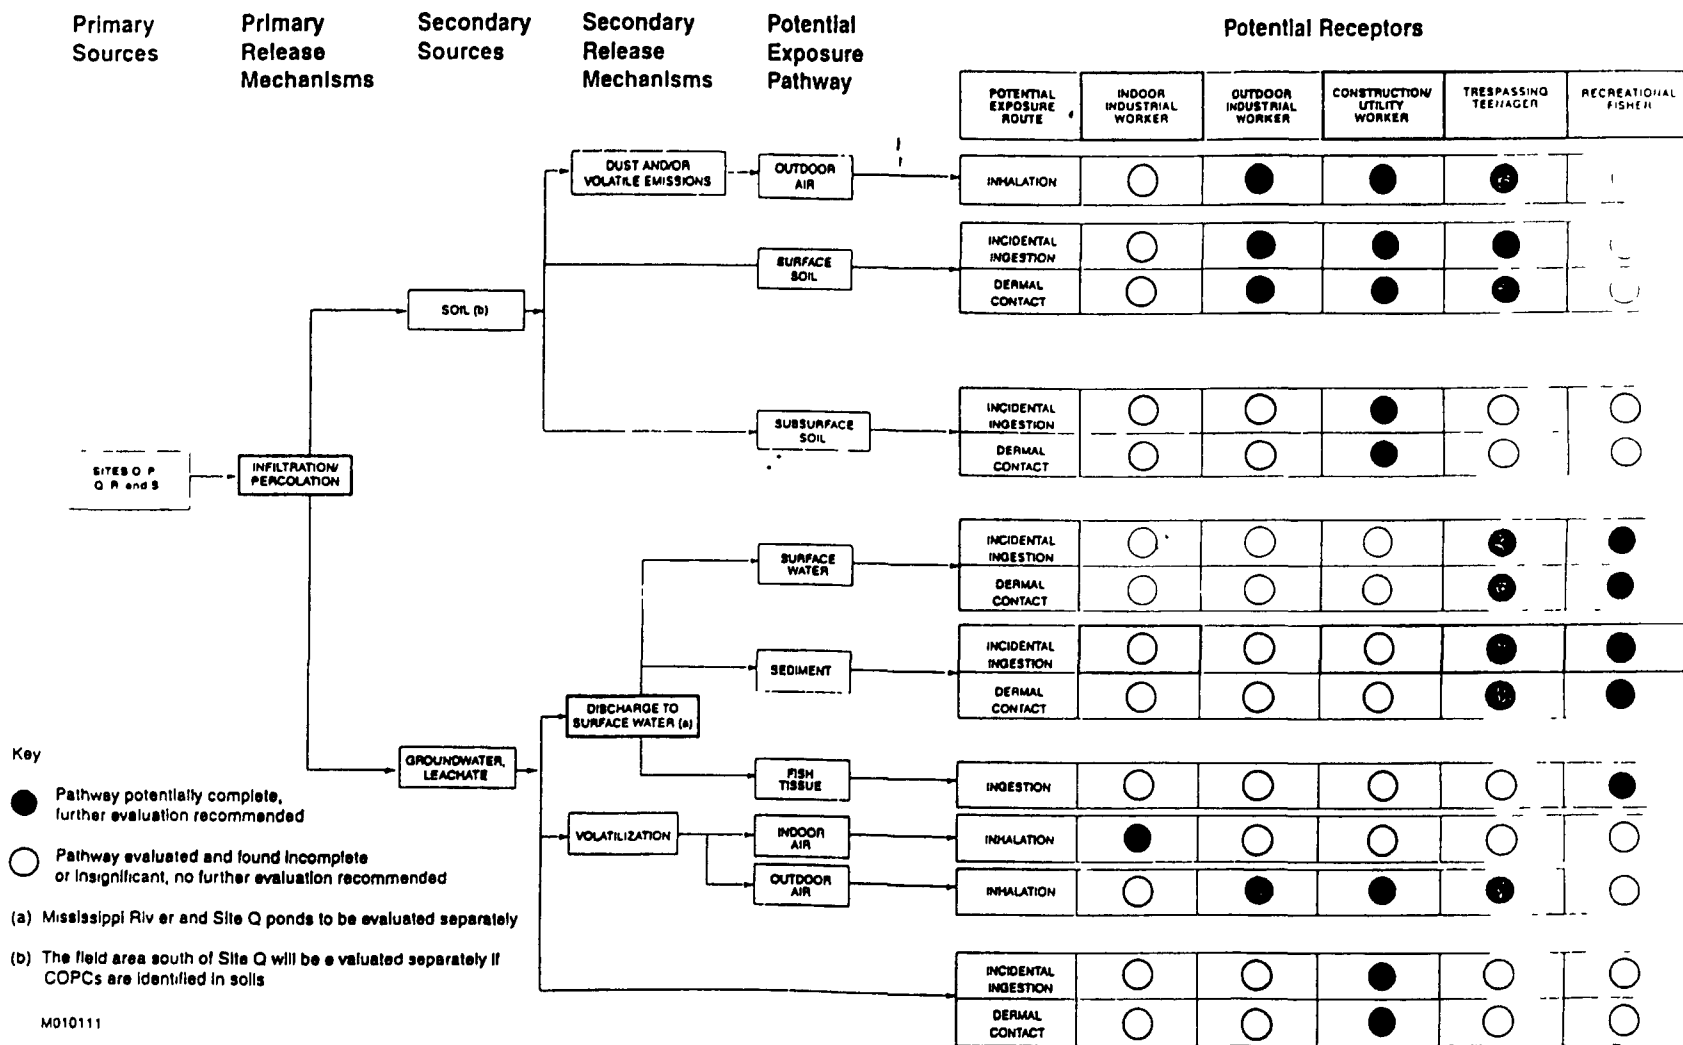 Primary
Sources
Primary
Release
Mechanisms
Secondary
Sources
Secondary
Release
Mechanisms
Potential
Exposure
Pathway
Potential Receptors
POTENTIAL
EXPOSURE
ROUTE
INDOOR
INDUSTRIAL
WORKER
OUTDOOR
INDUSTRIAL
WORKER
CONSTRUCTION/
UTILITY
WORKER
TRESPASSING
TEENAGER
RECREATIONAL
FISHER
DUST AND/OR
VOLATILE EMISSIONS
OUTDOOR
AIR
INHALATION
SURFACE
SOIL
INCIDENTAL
INGESTION
DERMAL
CONTACT
SOIL (b)
SUBSURFACE
SOIL
INCIDENTAL
INGESTION
DERMAL
CONTACT
SITES O P
Q R and S
INFILTRATION/
PERCOLATION
SURFACE
WATER
INCIDENTAL
INGESTION
DERMAL
CONTACT
SEDIMENT
INCIDENTAL
INGESTION
DERMAL
CONTACT
DISCHARGE TO
SURFACE WATER (a)
GROUNDWATER,
LEACHATE
FISH
TISSUE
INGESTION
VOLATILIZATION
INDOOR
AIR
INHALATION
OUTDOOR
AIR
INHALATION
INCIDENTAL
INGESTION
DERMAL
CONTACT
Key
Pathway potentially complete,
further evaluation recommended
Pathway evaluated and found incomplete
or insignificant, no further evaluation recommended
(a) Mississippi Riv er and Site Q ponds to be evaluated separately
(b) The field area south of Site Q will be e valuated separately if
COPCs are identified in soils
M010111